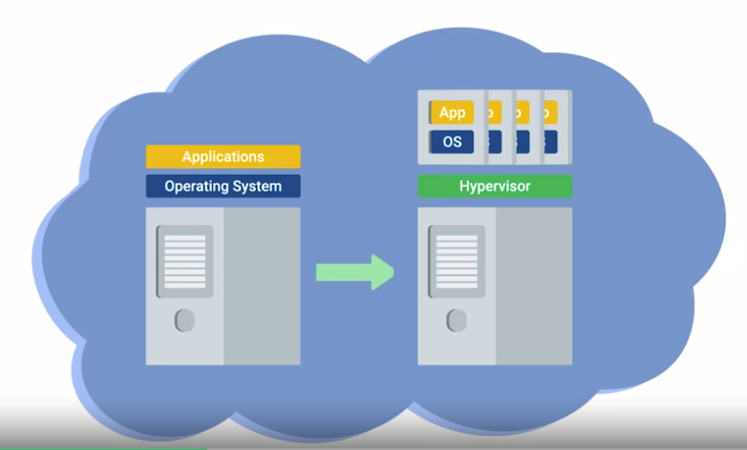 Applications
Operating System
App
OS
Hypervisor